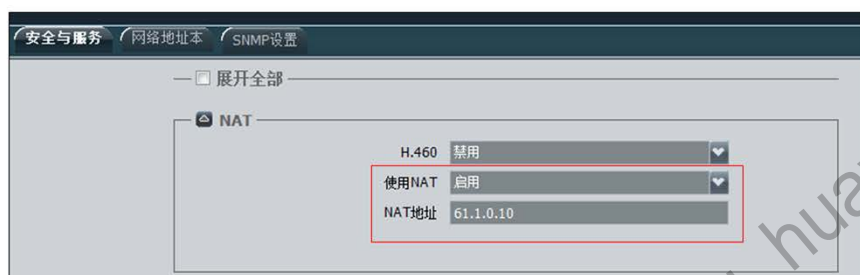 安全与服务 网络地址本 SNMP设置
展开全部
NAT
H.460 禁用
使用NAT 启用
NAT地址 61.1.0.10
hua